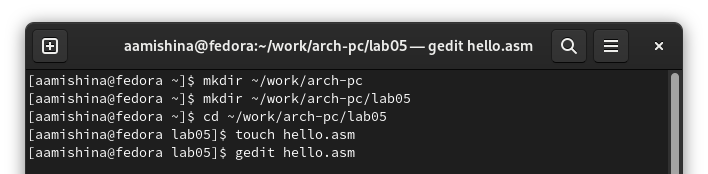 aamishina@fedora:~/work/arch-pc/lab05 — gedit hello.asm
[aamishina@fedora ~]$ mkdir ~/work/arch-pc
[aamishina@fedora ~]$ mkdir ~/work/arch-pc/lab05
[aamishina@fedora ~]$ cd ~/work/arch-pc/lab05
[aamishina@fedora lab05]$ touch hello.asm
[aamishina@fedora lab05]$ gedit hello.asm